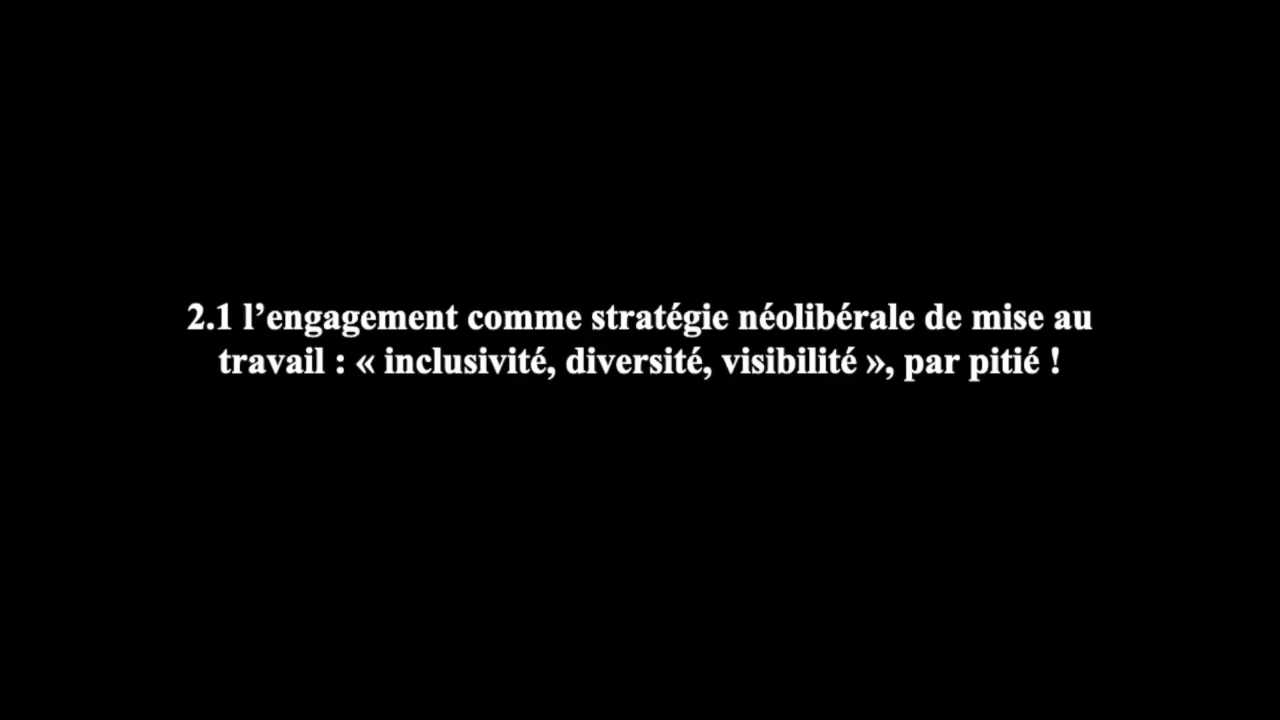 2.1 l’engagement comme stratégie néolibérale de mise au
travail : « inclusivité, diversité, visibilité », par pitié !